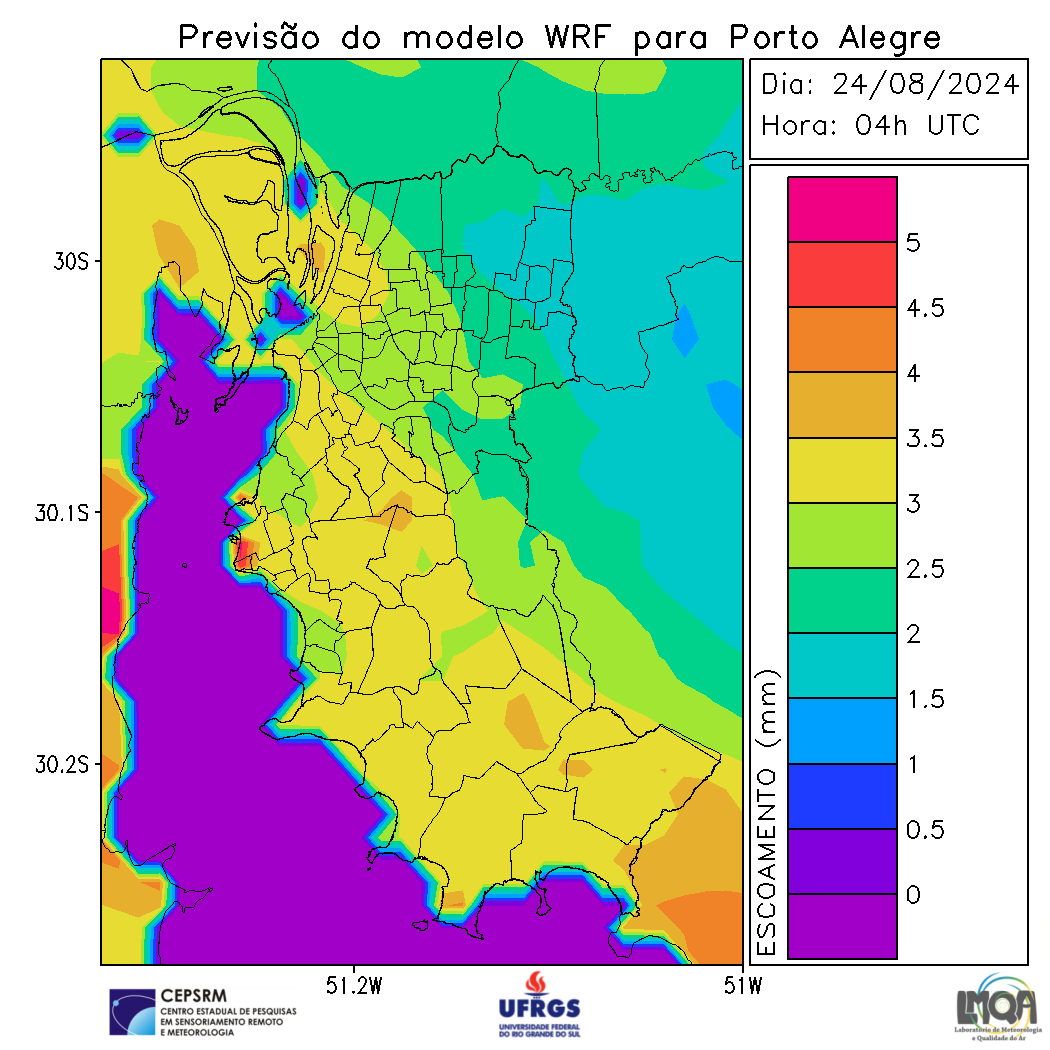 Previsão do modelo WRF para Porto Alegre
Dia: 24/08/2024
Hora: 04h UTC
30S
30.1S
30.2S
51.2W
51W
5
4.5
4
3.5
3
2.5
2
1.5
1
0.5
0
ESCOAMENTO (mm)
CEPSRM
CENTRO ESTADUAL DE PESQUISAS
EM SENSORIAMENTO REMOTO
E METEOROLOGIA
UFRGS
UNIVERSIDADE FEDERAL
DO RIO GRANDE DO SUL
LMQA
Laboratório de Meteorologia
e Qualidade do Ar